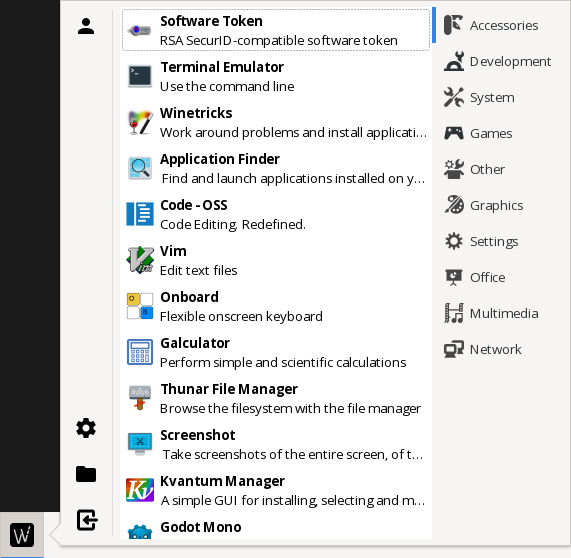 Software Token
RSA SecurID-compatible software token
Terminal Emulator
Use the command line
Winetricks
Work around problems and install applicati...
Application Finder
Find and launch applications installed on y...
Code - OSS
Code Editing. Redefined.
Vim
Edit text files
Onboard
Flexible onscreen keyboard
Galculator
Perform simple and scientific calculations
Thunar File Manager
Browse the filesystem with the file manager
Screenshot
Take screenshots of the entire screen, of t...
Kvantum Manager
A simple GUI for installing, selecting and m...
Godot Mono
Accessories
Development
System
Games
Other
Graphics
Settings
Office
Multimedia
Network
W